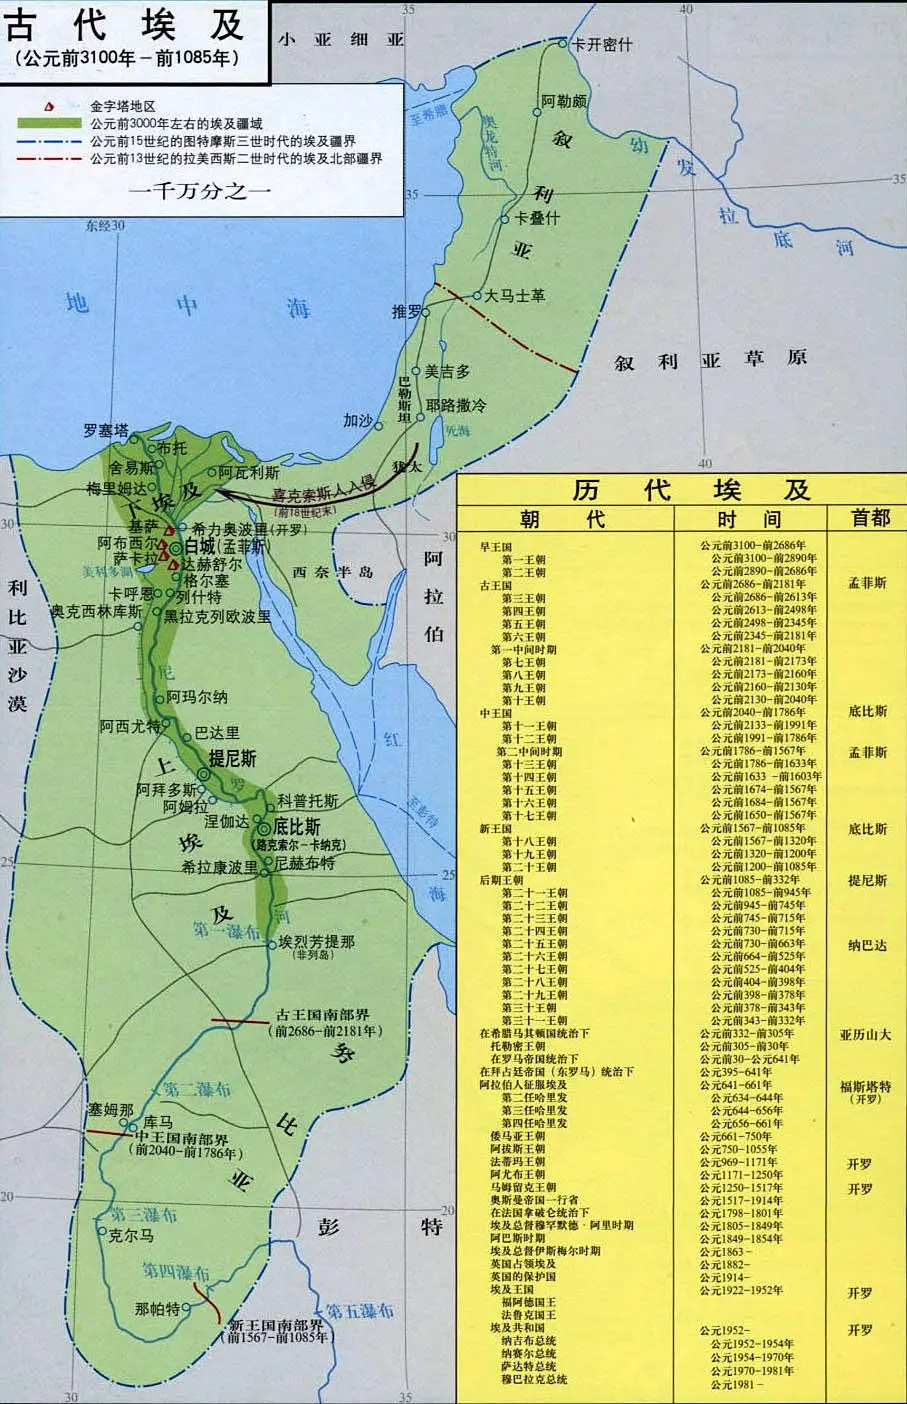 古代埃及
(公元前3100年－前1085年)
金字塔地区
公元前3000年左右的埃及疆域
公元前15世纪的图特摩斯三世时代的埃及疆界
公元前13世纪的拉美西斯二世时代的埃及北部疆界
一千万分之一
小亚细亚
35
40
卡开密什
阿勒颇
至希腊
奥龙特河
叙利亚
幼发拉底河
35
35
卡叠什
东经30
地中海
大马士革
推罗
叙利亚草原
美吉多
巴勒斯坦
耶路撒冷
加沙
死海
犹太
40
罗塞塔
布托
舍易斯
阿瓦利斯
梅里姆达
下埃及
喜克索斯人入侵
(前18世纪末)
30
30
基萨
希力奥波里(开罗)
阿布西尔
白城(孟菲斯)
萨卡拉
达赫舒尔
美利多湖
格尔塞
西奈半岛
阿拉伯
卡呼恩
列什特
奥克西林库斯
黑拉克列欧波里
利比亚沙漠
尼罗河
阿玛尔纳
阿西尤特
巴达里
红海
上埃及
提尼斯
阿拜多斯
阿姆拉
科普托斯
至彭特
涅伽达
底比斯
(路克索尔－卡纳克)
希拉康波里
尼赫布特
25
25
第一瀑布
埃烈芳提那
(非列岛)
古王国南部界
(前2686-前2181年)
努比亚
第二瀑布
塞姆那
库马
中王国南部界
(前2040-前1786年)
20
20
第三瀑布
克尔马
彭特
第四瀑布
那帕特
新王国南部界
(前1567-前1085年)
第五瀑布
30
35
历代埃及
朝代 时间 首都
早王国 公元前3100-前2686年
第一王朝 公元前3100-前2890年
第二王朝 公元前2890-前2686年
古王国 公元前2686-前2181年 孟菲斯
第三王朝 公元前2686-前2613年
第四王朝 公元前2613-前2498年
第五王朝 公元前2498-前2345年
第六王朝 公元前2345-前2181年
第一中间时期 公元前2181-前2040年
第七王朝 公元前2181-前2173年
第八王朝 公元前2173-前2160年
第九王朝 公元前2160-前2130年
第十王朝 公元前2130-前2040年
中王国 公元前2040-前1786年 底比斯
第十一王朝 公元前2133-前1991年
第十二王朝 公元前1991-前1786年
第二中间时期 公元前1786-前1567年 孟菲斯
第十三王朝 公元前1786-前1633年
第十四王朝 公元前1633 -前1603年
第十五王朝 公元前1674-前1567年
第十六王朝 公元前1684-前1567年
第十七王朝 公元前1650-前1567年
新王国 公元前1567-前1085年 底比斯
第十八王朝 公元前1567-前1320年
第十九王朝 公元前1320-前1200年
第二十王朝 公元前1200-前1085年
后期王朝 公元前1085-前332年 提尼斯
第二十一王朝 公元前1085-前945年
第二十二王朝 公元前945-前745年
第二十三王朝 公元前745-前715年
第二十四王朝 公元前730-前715年
第二十五王朝 公元前730-前663年 纳巴达
第二十六王朝 公元前664-前525年
第二十七王朝 公元前525-前404年
第二十八王朝 公元前404-前398年
第二十九王朝 公元前398-前378年
第三十王朝 公元前378-前343年
第三十一王朝 公元前343-前332年
在希腊马其顿国统治下 公元前332-前305年 亚历山大
托勒密王朝 公元前305-前30年
在罗马帝国统治下 公元前30-公元641年
在拜占廷帝国（东罗马）统治下 公元395-641年
阿拉伯人征服埃及 公元641-661年 福斯塔特
第二任哈里发 公元634-644年 (开罗)
第三任哈里发 公元644-656年
第四任哈里发 公元656-661年
倭马亚王朝 公元661-750年
阿拔斯王朝 公元750-1055年
法蒂玛王朝 公元969-1171年 开罗
阿尤布王朝 公元1171-1250年
马姆留克王朝 公元1250-1517年 开罗
奥斯曼帝国一行省 公元1517-1914年
在法国拿破仑统治下 公元1798-1801年
埃及总督穆罕默德·阿里时期 公元1805-1849年
阿巴斯时期 公元1849-1854年
埃及总督伊斯梅尔时期 公元1863-
英国占领埃及 公元1882-
英国的保护国 公元1914-
埃及王国 公元1922-1952年 开罗
福阿德国王
法鲁克国王
埃及共和国 公元1952- 开罗
纳吉布总统 公元1952-1954年
纳赛尔总统 公元1954-1970年
萨达特总统 公元1970-1981年
穆巴拉克总统 公元1981-